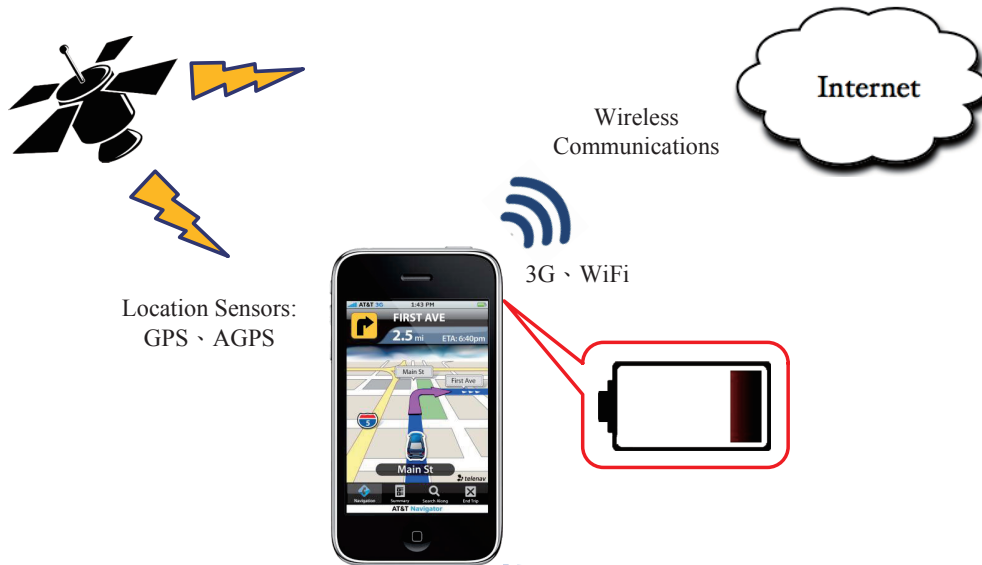 Internet
Wireless
Communications
3G、WiFi
Location Sensors:
GPS、AGPS
AT&T 3G 1:43 PM
FIRST AVE
2.5 mi ETA: 6:40pm
Main St
First Ave
5
Main St
telenav
Navigation Summary Search Along End Trip
AT&T Navigator